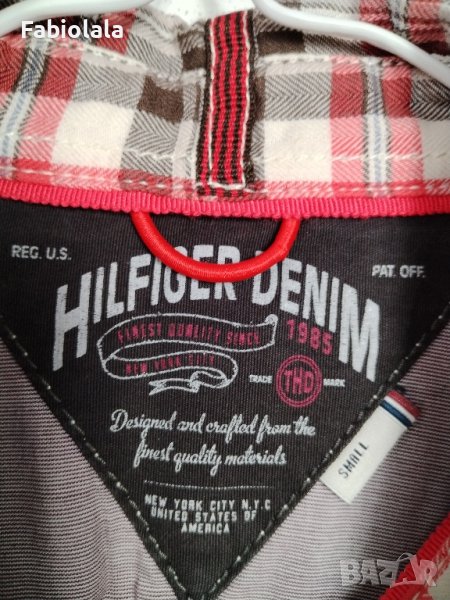 Fabiolala
REG. U.S.
PAT. OFF.
HILFIGER DENIM
FINEST QUALITY SINCE 1985
NEW YORK CITY
TRADE THD MARK
Designed and crafted from the
finest quality materials
SMALL
NEW YORK CITY N.Y.C
UNITED STATES OF
AMERICA
BAZAR